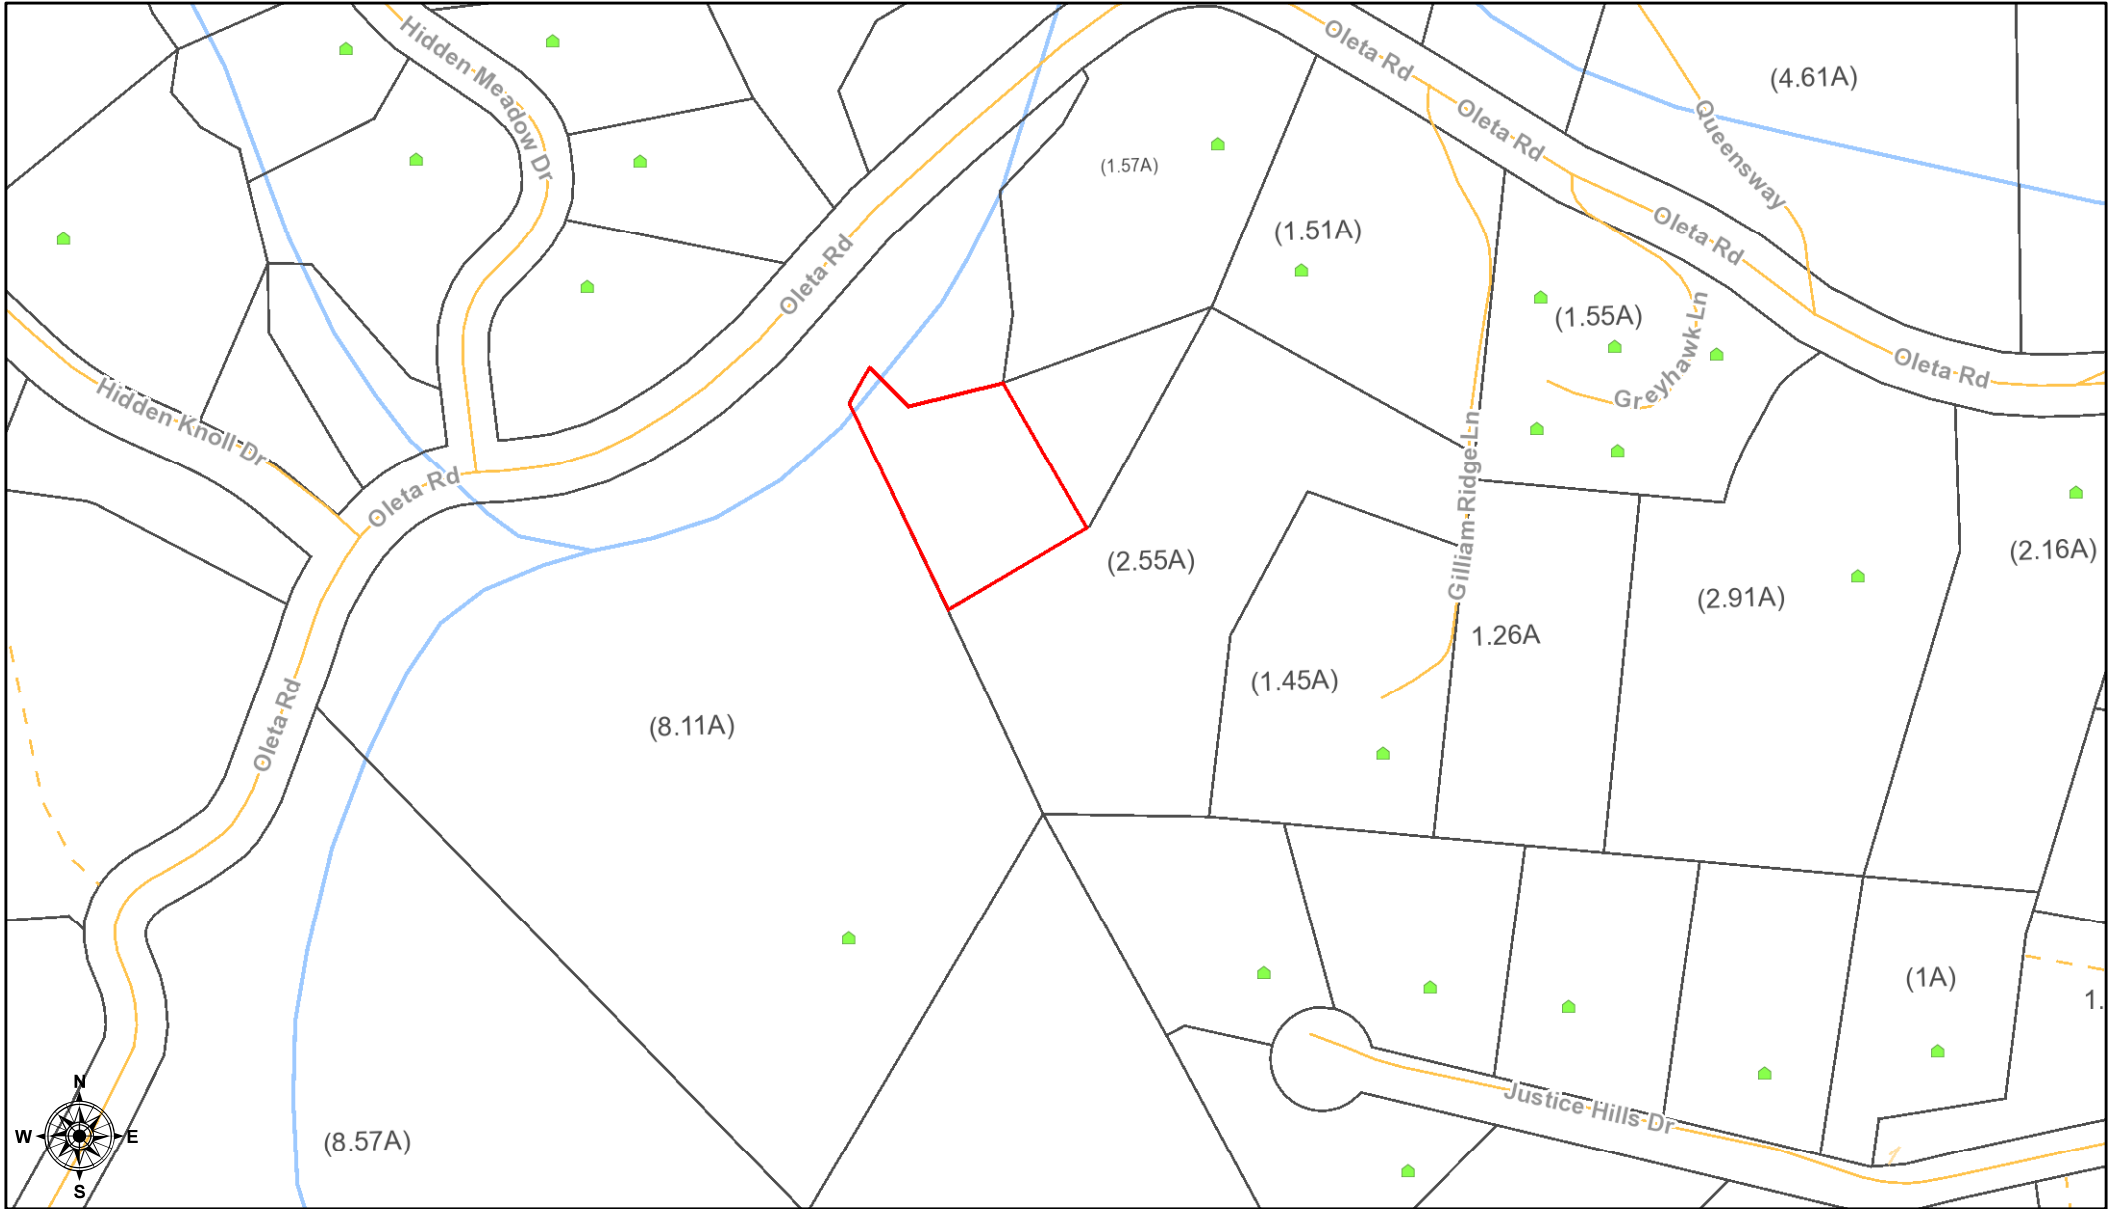 Hidden Meadow Dr
Oleta Rd
(4.61A)
Oleta Rd
Queensway
(1.57A)
Oleta Rd
(1.51A)
Oleta Rd
(1.55A)
Greyhawk Ln
Oleta Rd
Hidden Knoll Dr
Oleta Rd
Gilliam Ridge Ln
(2.55A)
(2.16A)
(2.91A)
1.26A
(1.45A)
Oleta Rd
(8.11A)
(1A)
1.
Justice Hills Dr
(8.57A)
N
W
E
S